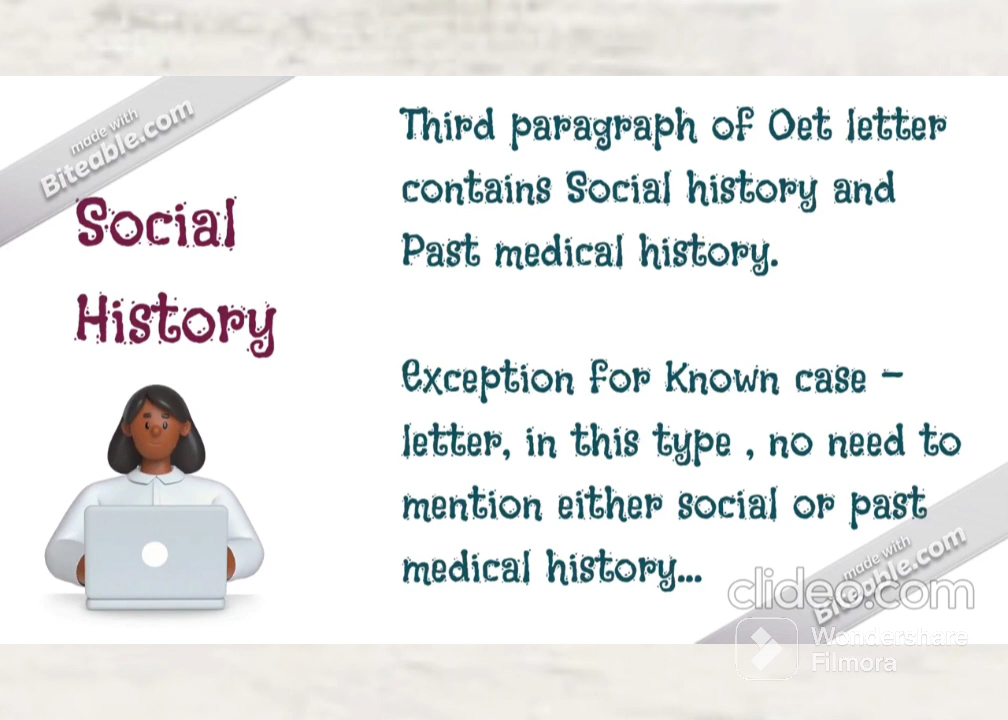 made with
Biteable.com
Social
History
Third paragraph of Oet letter
contains Social history and
Past medical history.
Exception for Known case -
letter, in this type , no need to
mention either social or past
medical history...
made with
Biteable.com
clideo.com
Wondershare
Filmora